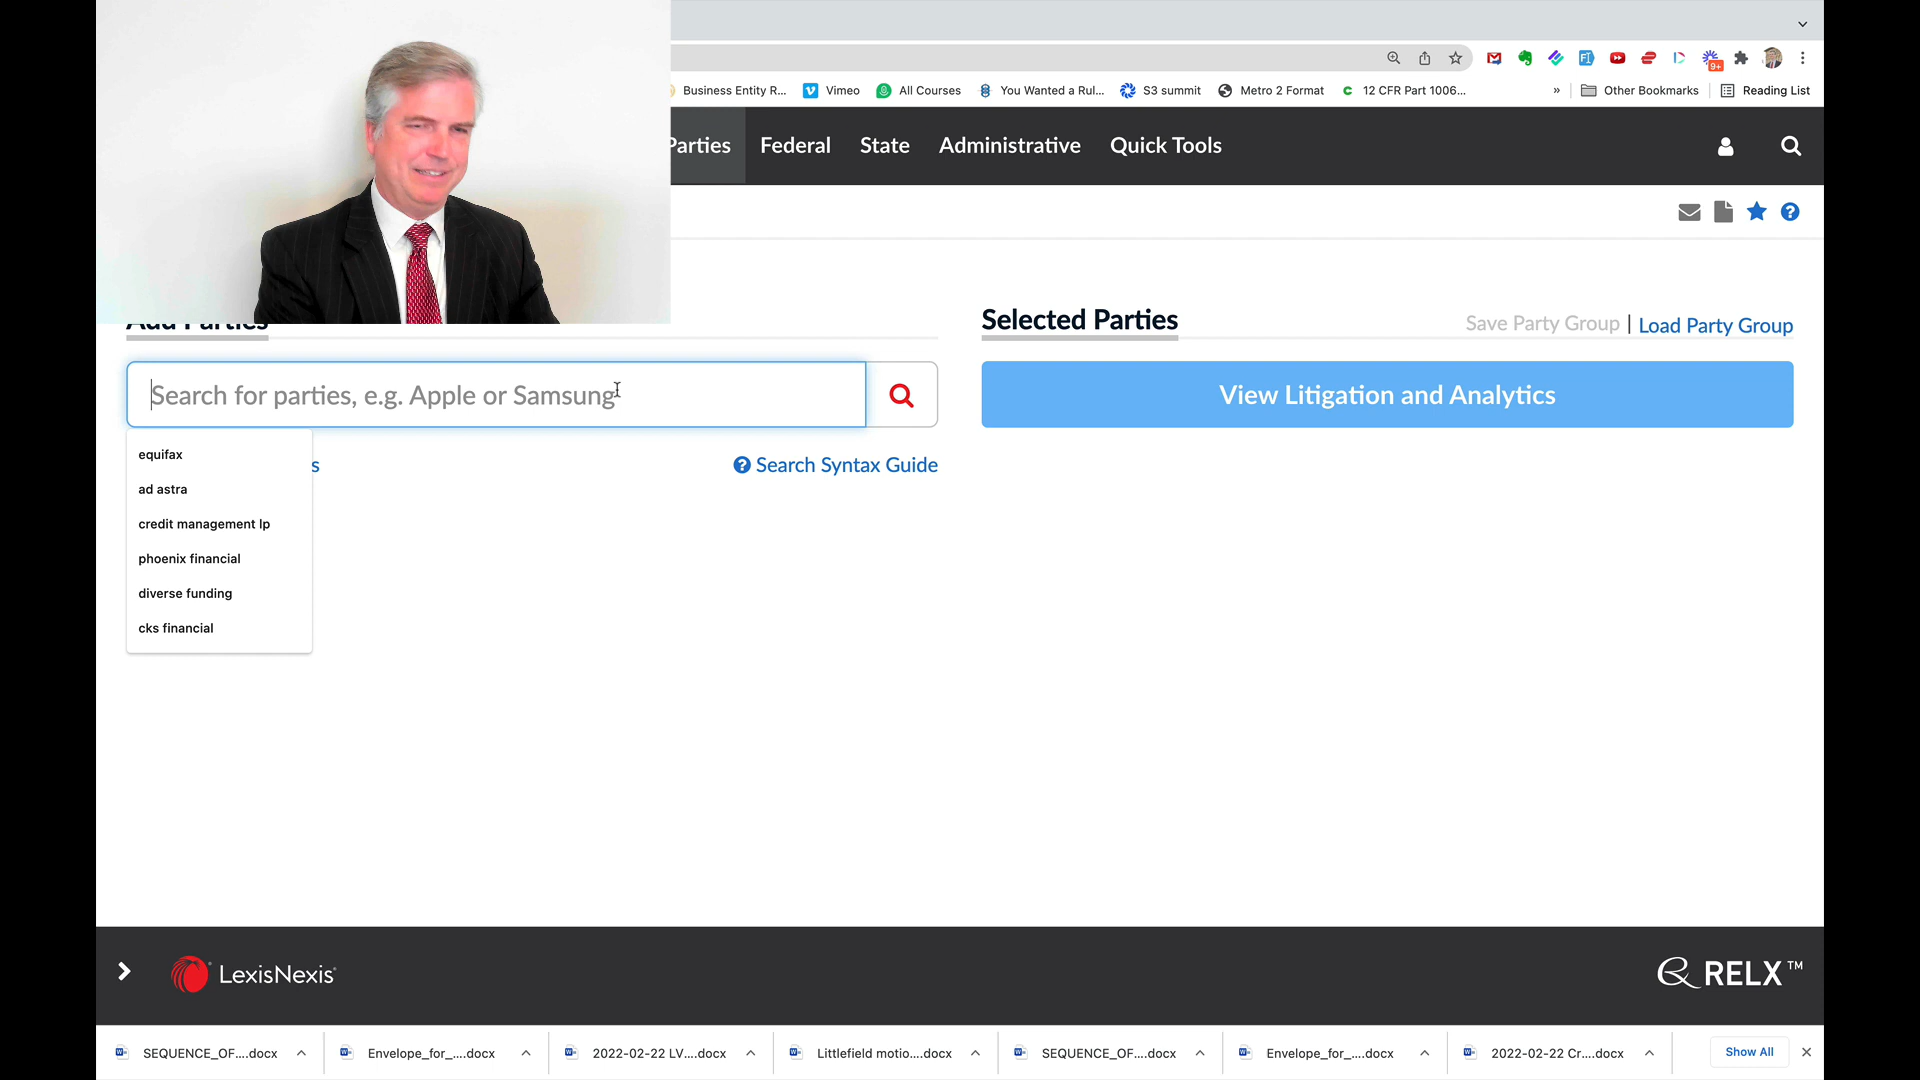 9+
Business Entity R...
Vimeo
All Courses
You Wanted a Rul...
S3 summit
Metro 2 Format
12 CFR Part 1006...
»
Other Bookmarks
Reading List
Parties
Federal
State
Administrative
Quick Tools
Add Parties
Selected Parties
Save Party Group | Load Party Group
Search for parties, e.g. Apple or Samsung
View Litigation and Analytics
equifax
s
Search Syntax Guide
ad astra
credit management lp
phoenix financial
diverse funding
cks financial
LexisNexis
RELX™
SEQUENCE_OF....docx
Envelope_for_....docx
2022-02-22 LV....docx
Littlefield motio....docx
SEQUENCE_OF....docx
Envelope_for_....docx
2022-02-22 Cr....docx
Show All